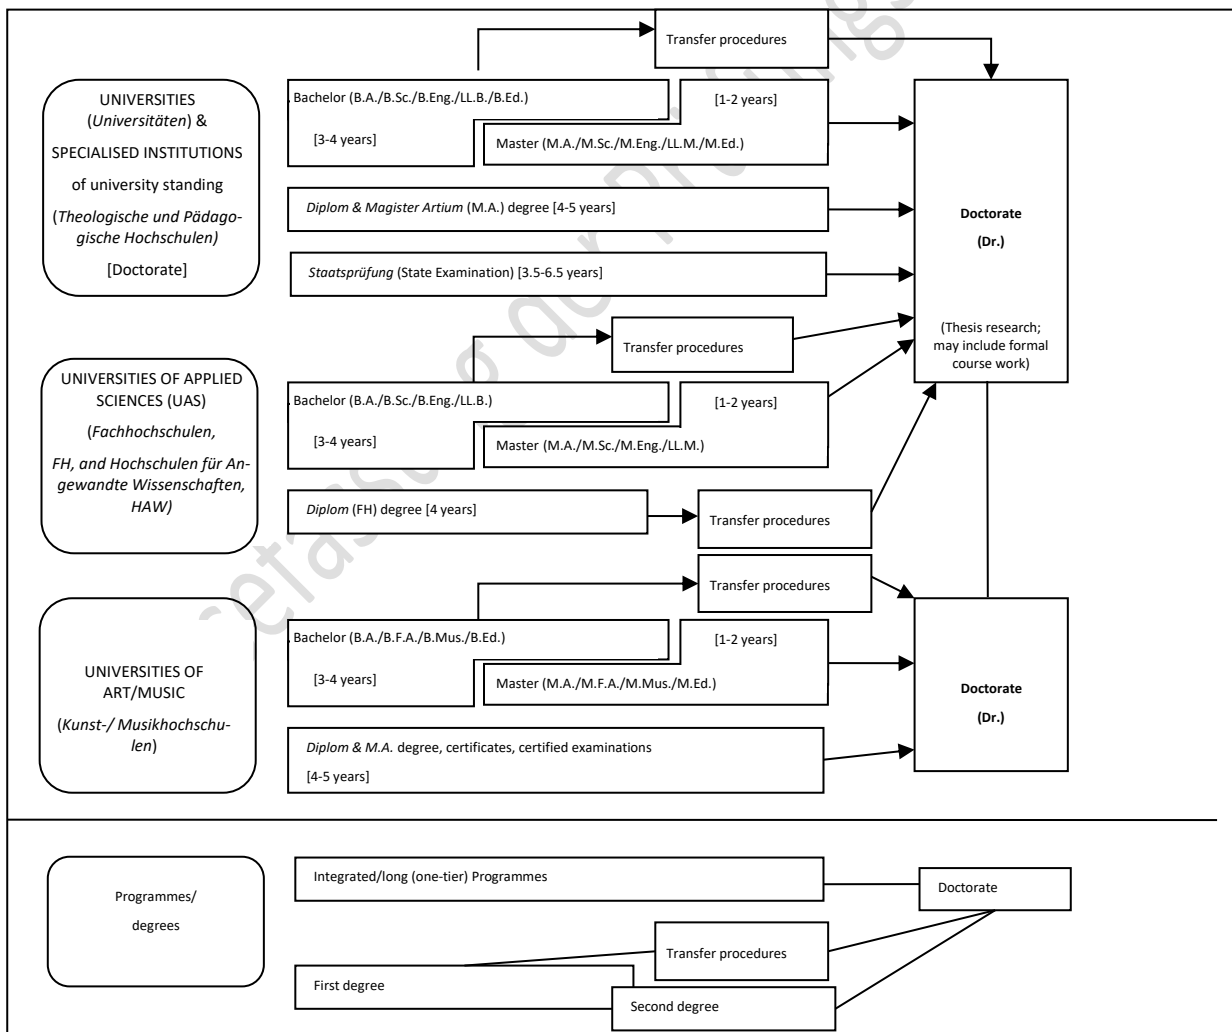 Transfer procedures
UNIVERSITIES
(Universitäten) &
SPECIALISED INSTITUTIONS
of university standing
(Theologische und Pädago-
gische Hochschulen)
[Doctorate]
Bachelor (B.A./B.Sc./B.Eng./LL.B./B.Ed.)
[3-4 years]
[1-2 years]
Master (M.A./M.Sc./M.Eng./LL.M./M.Ed.)
Diplom & Magister Artium (M.A.) degree [4-5 years]
Staatsprüfung (State Examination) [3.5-6.5 years]
Doctorate
(Dr.)
(Thesis research;
may include formal
course work)
UNIVERSITIES OF APPLIED
SCIENCES (UAS)
(Fachhochschulen,
FH, and Hochschulen für An-
gewandte Wissenschaften,
HAW)
Transfer procedures
Bachelor (B.A./B.Sc./B.Eng./LL.B.)
[3-4 years]
[1-2 years]
Master (M.A./M.Sc./M.Eng./LL.M.)
Diplom (FH) degree [4 years]
Transfer procedures
Transfer procedures
UNIVERSITIES OF
ART/MUSIC
(Kunst-/ Musikhochschu-
len)
Bachelor (B.A./B.F.A./B.Mus./B.Ed.)
[3-4 years]
[1-2 years]
Master (M.A./M.F.A./M.Mus./M.Ed.)
Diplom & M.A. degree, certificates, certified examinations
[4-5 years]
Doctorate
(Dr.)
Programmes/
degrees
Integrated/long (one-tier) Programmes
Doctorate
Transfer procedures
First degree
Second degree